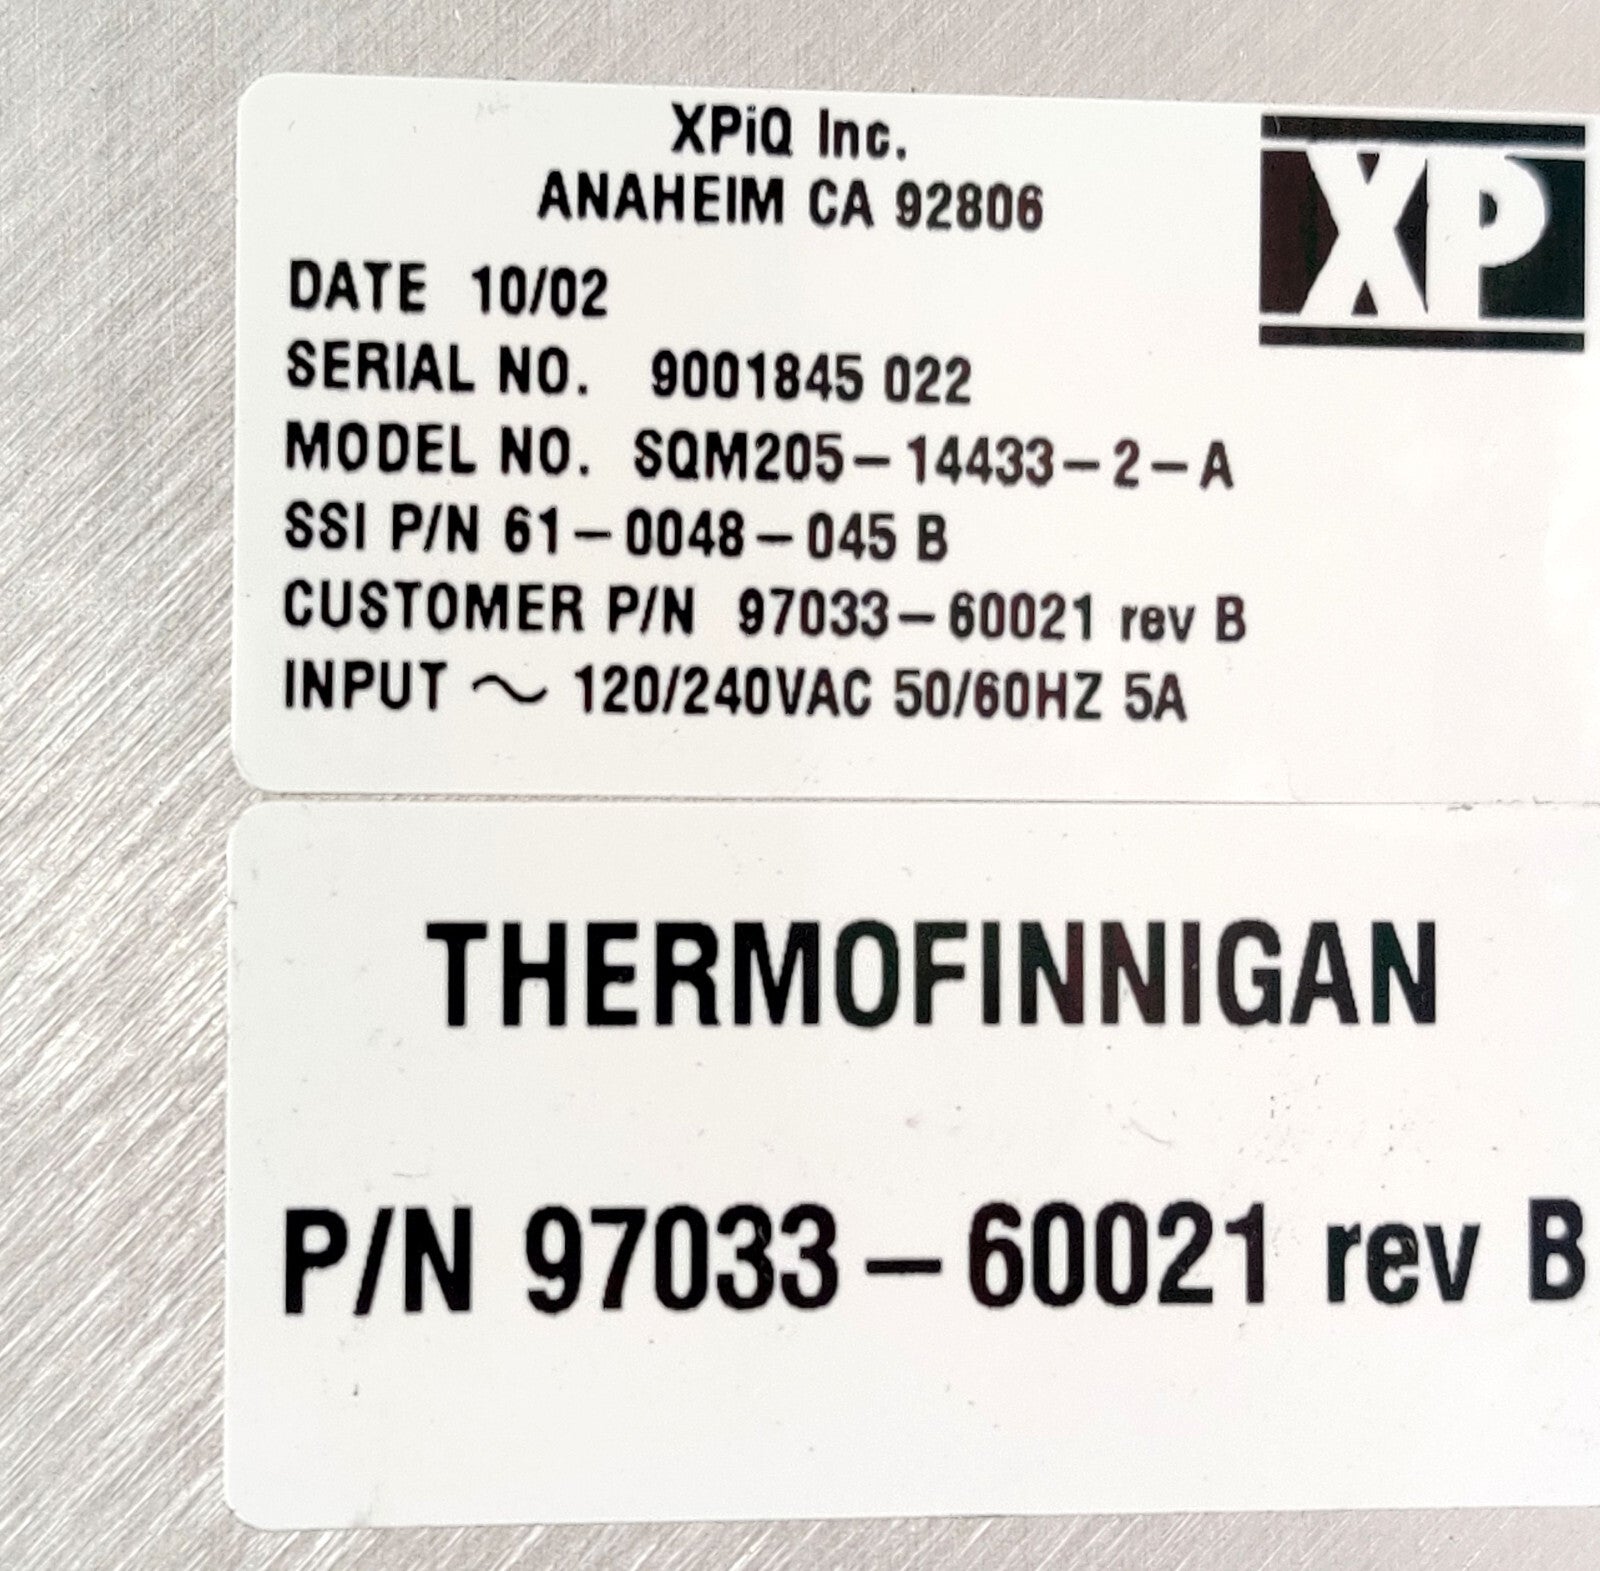 XPiQ Inc.
ANAHEIM CA 92806
XP
DATE 10/02
SERIAL NO. 9001845 022
MODEL NO. SQM205-14433-2-A
SSI P/N 61-0048-045 B
CUSTOMER P/N 97033-60021 rev B
INPUT ~ 120/240VAC 50/60HZ 5A
THERMOFINNIGAN
P/N 97033-60021 rev B